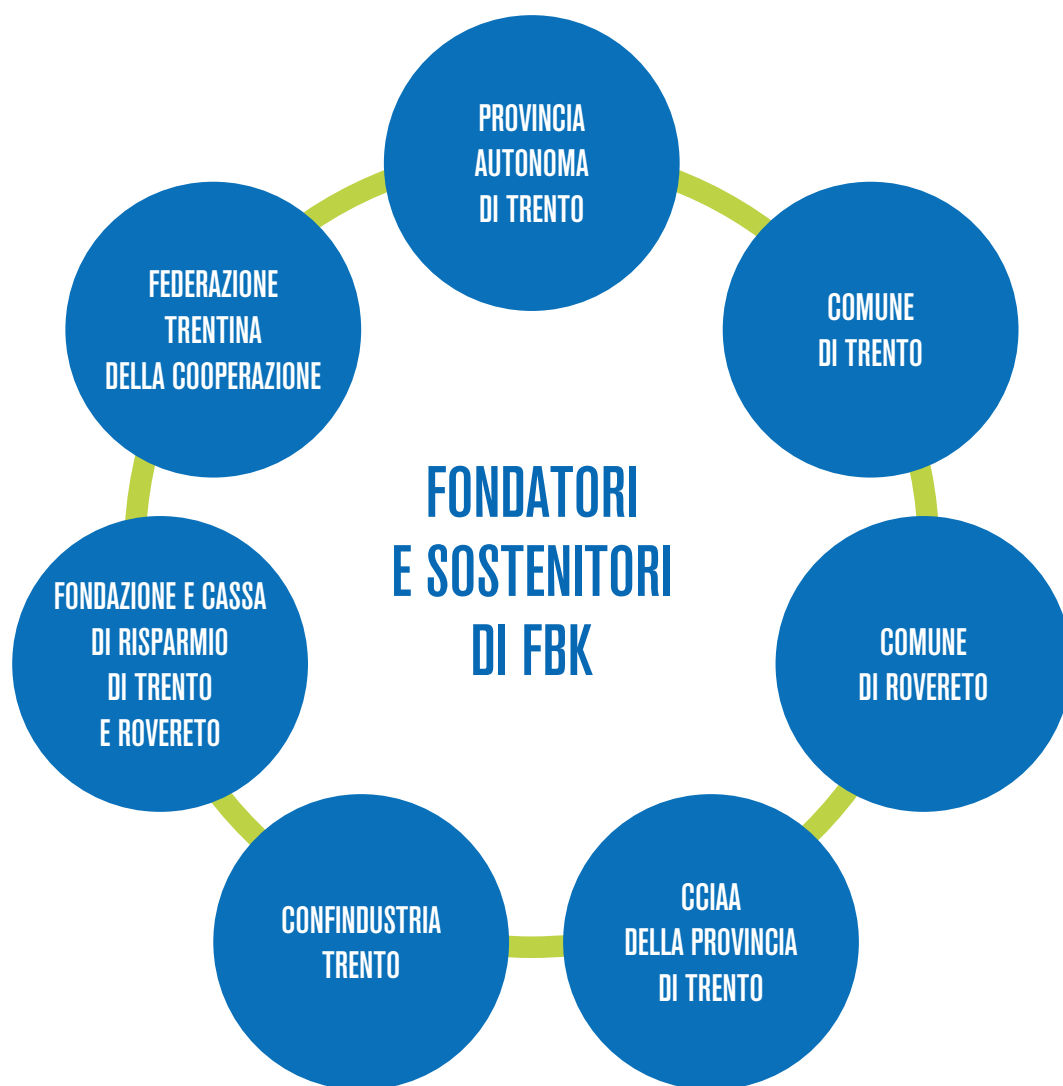 PROVINCIA
AUTONOMA
DI TRENTO
COMUNE
DI TRENTO
COMUNE
DI ROVERETO
CCIAA
DELLA PROVINCIA
DI TRENTO
CONFINDUSTRIA
TRENTO
FONDAZIONE E CASSA
DI RISPARMIO
DI TRENTO
E ROVERETO
FEDERAZIONE
TRENTINA
DELLA COOPERAZIONE
FONDATORI
E SOSTENITORI
DI FBK